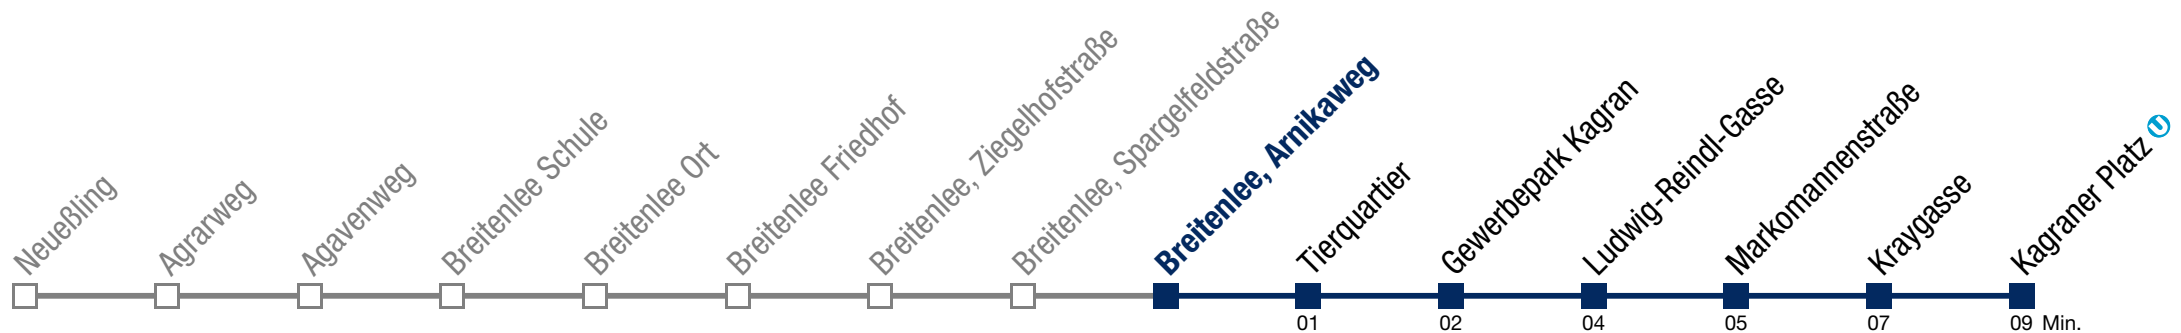 Neueßling
Agrarweg
Agavenweg
Breitenlee Schule
Breitenlee Ort
Breitenlee Friedhof
Breitenlee, Ziegelhofstraße
Breitenlee, Spargelfeldstraße
Breitenlee, Arnikaweg
Tierquartier
Gewerbepark Kagran
Ludwig-Reindl-Gasse
Markomannenstraße
Kraygasse
Kagraner Platz U
01 02 04 05 07 09 Min.